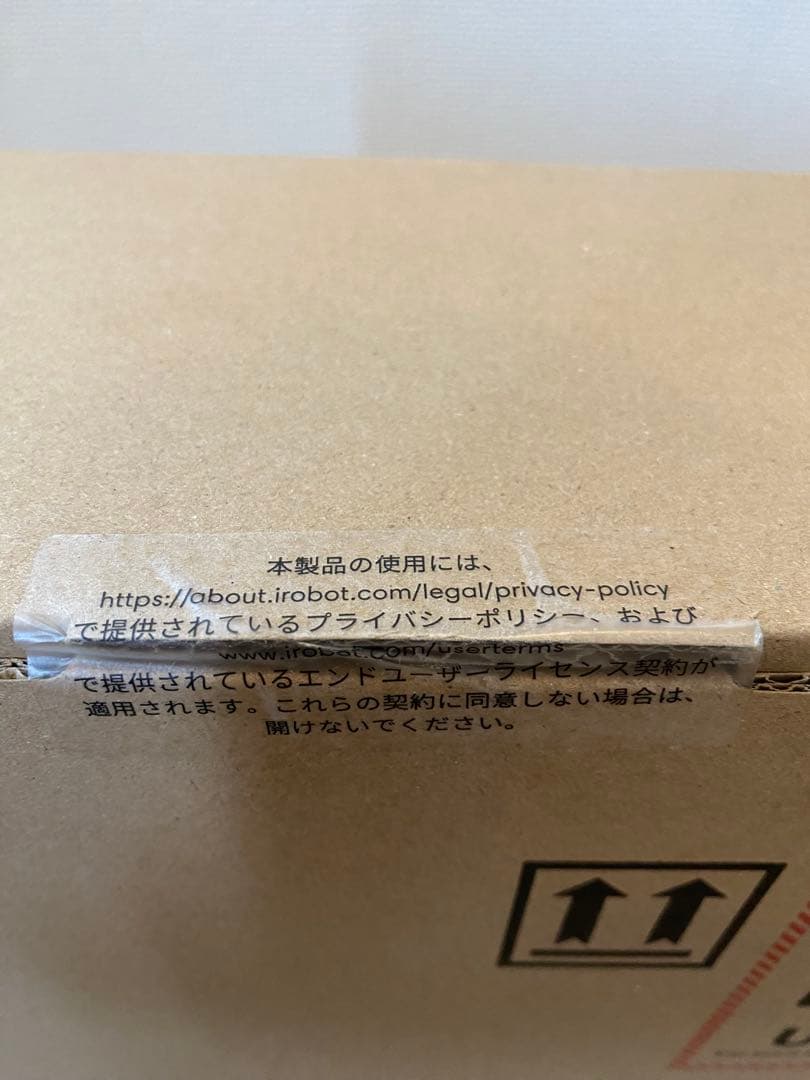 本製品の使用には、
https://about.irobot.com/legal/privacy-policy
で提供されているプライバシーポリシー、および
www.irobot.com/userterms
で提供されているエンドユーザーライセンス契約が
適用されます。これらの契約に同意しない場合は、
開けないでください。